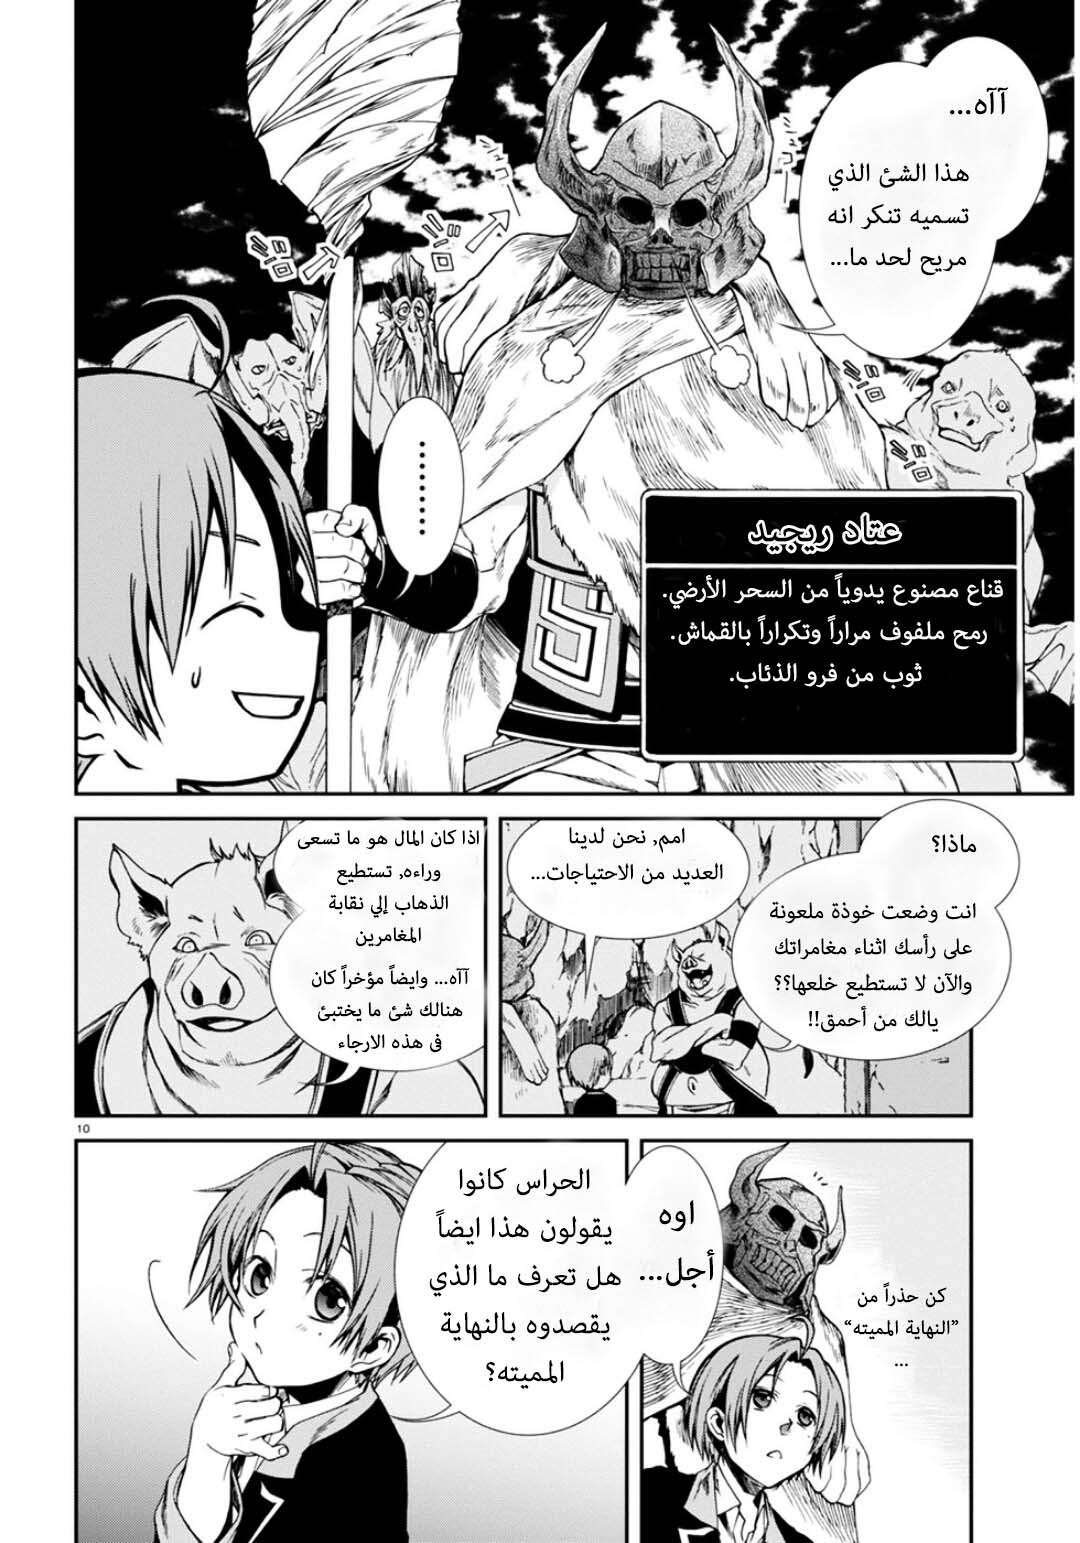 آآه...
هذا الشئ الذي
تسميه تنكر انه
مريح لحد ما...
........
عتاد ريجيد
قناع مصنوع يدوياً من السحر الأرضي.
رمح ملفوف مراراً وتكراراً بالقماش.
ثوب من فرو الذئاب.
ماذا؟
انت وضعت خوذة ملعونة
على رأسك اثناء مغامراتك
والآن لا تستطيع خلعها؟؟
يالك من أحمق!!
امم, نحن لدينا
العديد من الاحتياجات...
اذا كان المال هو ما تسعى
وراءه, تستطيع
الذهاب إلي نقابة
المغامرين
آآه... وايضاً مؤخراً كان
هنالك شئ ما يختبئ
فى هذه الارجاء
10
كن حذراً من
“النهاية المميته”
...
اوه
أجل...
الحراس كانوا
يقولون هذا ايضاً
هل تعرف ما الذي
يقصدوه بالنهاية
المميته؟